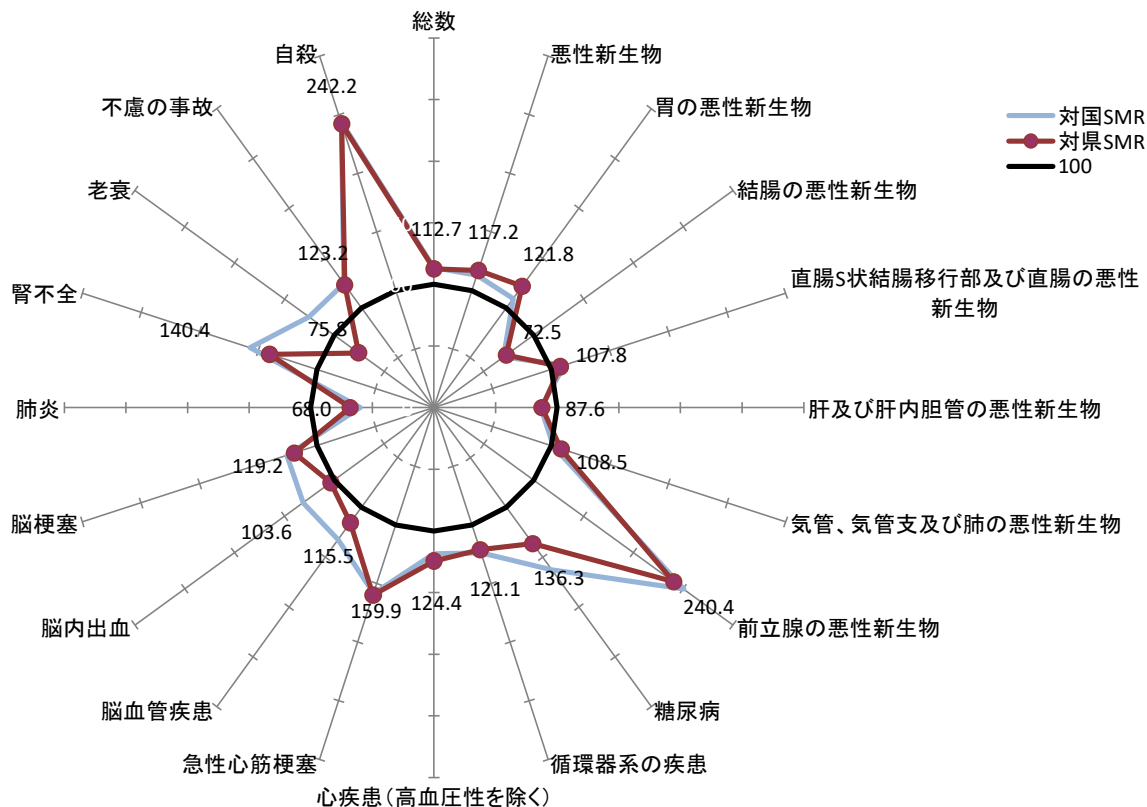 総数
自殺
悪性新生物
242.2
不慮の事故
胃の悪性新生物
対国SMR
対県SMR
100
老衰
結腸の悪性新生物
112.7
117.2
121.8
123.2
直腸S状結腸移行部及び直腸の悪性
新生物
腎不全
140.4
75.8
72.5
107.8
肺炎
68.0
87.6
肝及び肝内胆管の悪性新生物
119.2
108.5
脳梗塞
気管、気管支及び肺の悪性新生物
103.6
115.5
136.3
159.9
124.4
121.1
240.4
脳内出血
前立腺の悪性新生物
脳血管疾患
糖尿病
急性心筋梗塞
循環器系の疾患
心疾患(高血圧性を除く)